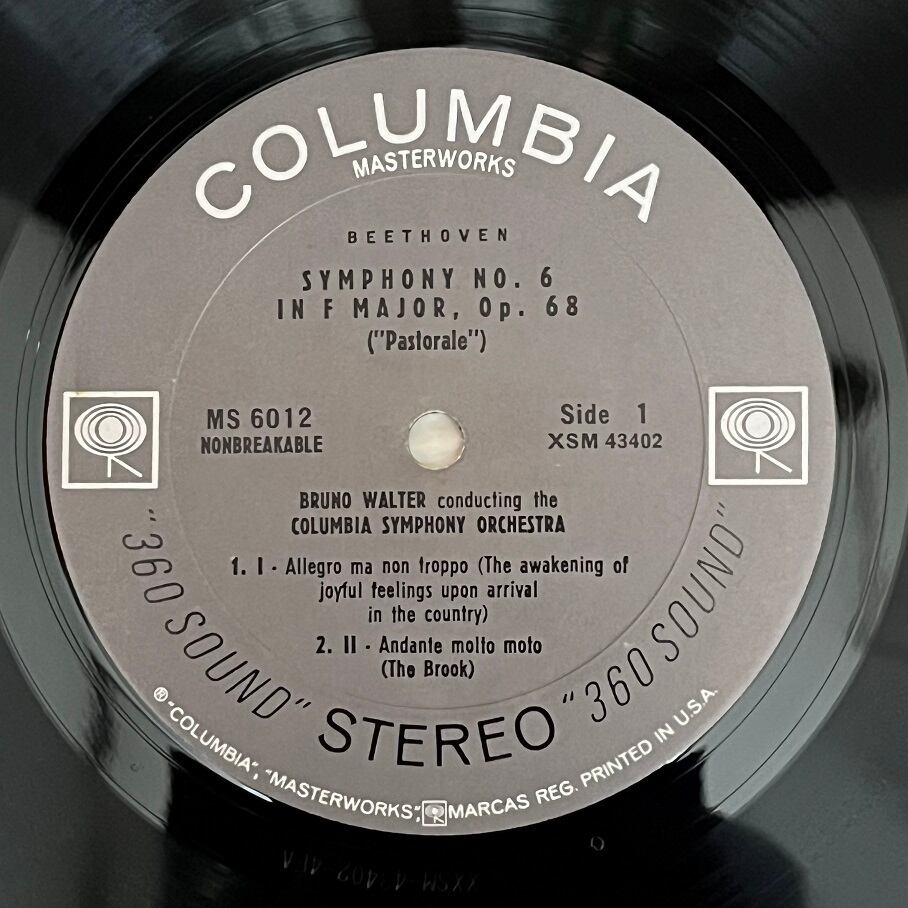 COLUMBIA
MASTERWORKS
BEETHOVEN
SYMPHONY NO. 6
IN F MAJOR, Op. 68
("Pastorale")
MS 6012
NONBREAKABLE
Side 1
XSM 43402
BRUNO WALTER conducting the
COLUMBIA SYMPHONY ORCHESTRA
1. I - Allegro ma non troppo (The awakening of
joyful feelings upon arrival
in the country)
2. II - Andante molto moto
(The Brook)
"360 SOUND" STEREO "360 SOUND"
® "COLUMBIA", "MASTERWORKS", MARCAS REG. PRINTED IN U.S.A.